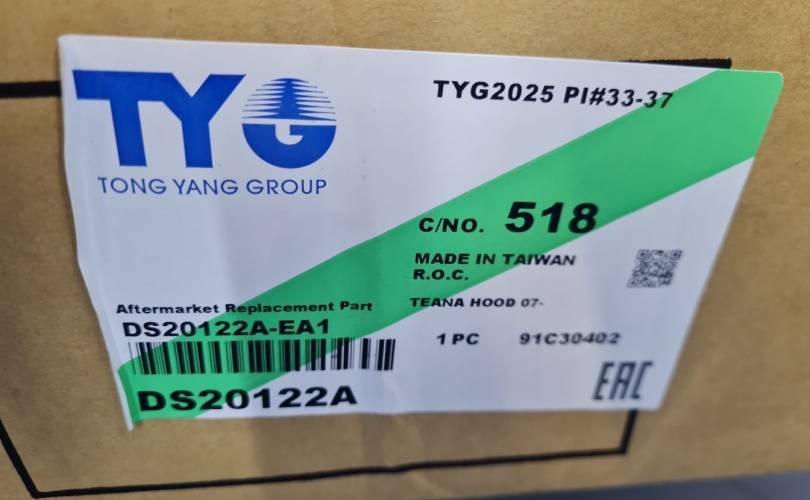 TYG
TONG YANG GROUP
TYG2025 PI#33-37
C/NO. 518
MADE IN TAIWAN
R.O.C.
Aftermarket Replacement Part
TEANA HOOD 07-
DS20122A-EA1
1 PC 91C30402
DS20122A
EAC